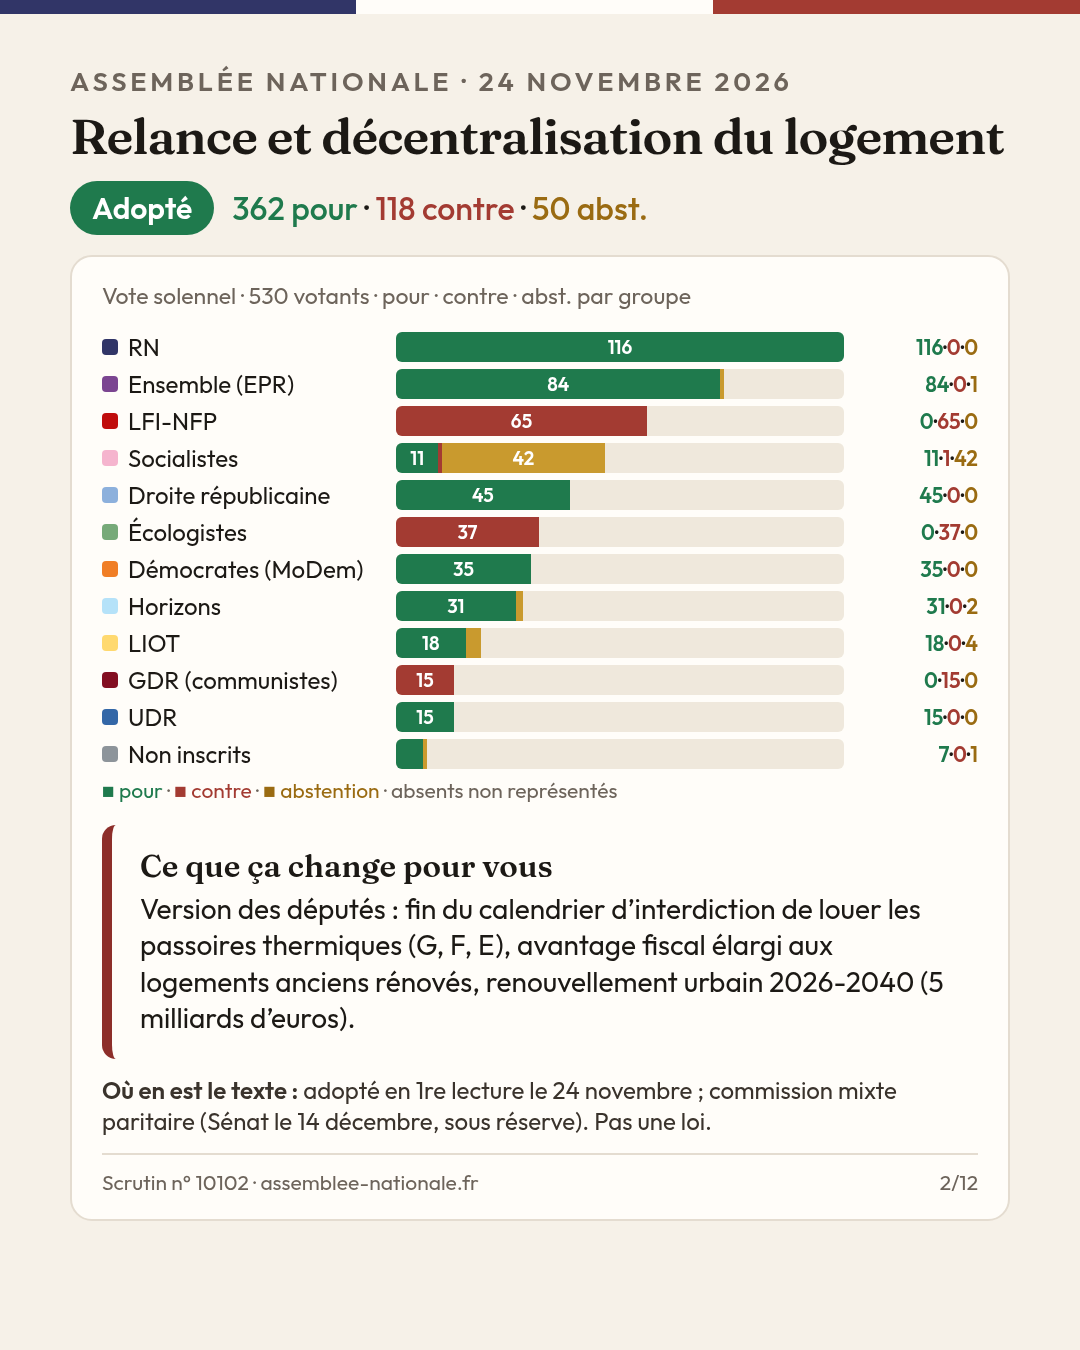 ASSEMBLÉE NATIONALE · 24 NOVEMBRE 2026
Relance et décentralisation du logement
Adopté 362 pour · 118 contre · 50 abst.
Vote solennel · 530 votants · pour · contre · abst. par groupe
RN 116 116·0·0
Ensemble (EPR) 84 84·0·1
LFI-NFP 65 0·65·0
Socialistes 11 42 11·1·42
Droite républicaine 45 45·0·0
Écologistes 37 0·37·0
Démocrates (MoDem) 35 35·0·0
Horizons 31 31·0·2
LIOT 18 18·0·4
GDR (communistes) 15 0·15·0
UDR 15 15·0·0
Non inscrits 7·0·1
■ pour · ■ contre · ■ abstention · absents non représentés
Ce que ça change pour vous
Version des députés : fin du calendrier d’interdiction de louer les
passoires thermiques (G, F, E), avantage fiscal élargi aux
logements anciens rénovés, renouvellement urbain 2026-2040 (5
milliards d’euros).
Où en est le texte : adopté en 1re lecture le 24 novembre ; commission mixte
paritaire (Sénat le 14 décembre, sous réserve). Pas une loi.
Scrutin n° 10102 · assemblee-nationale.fr 2/12